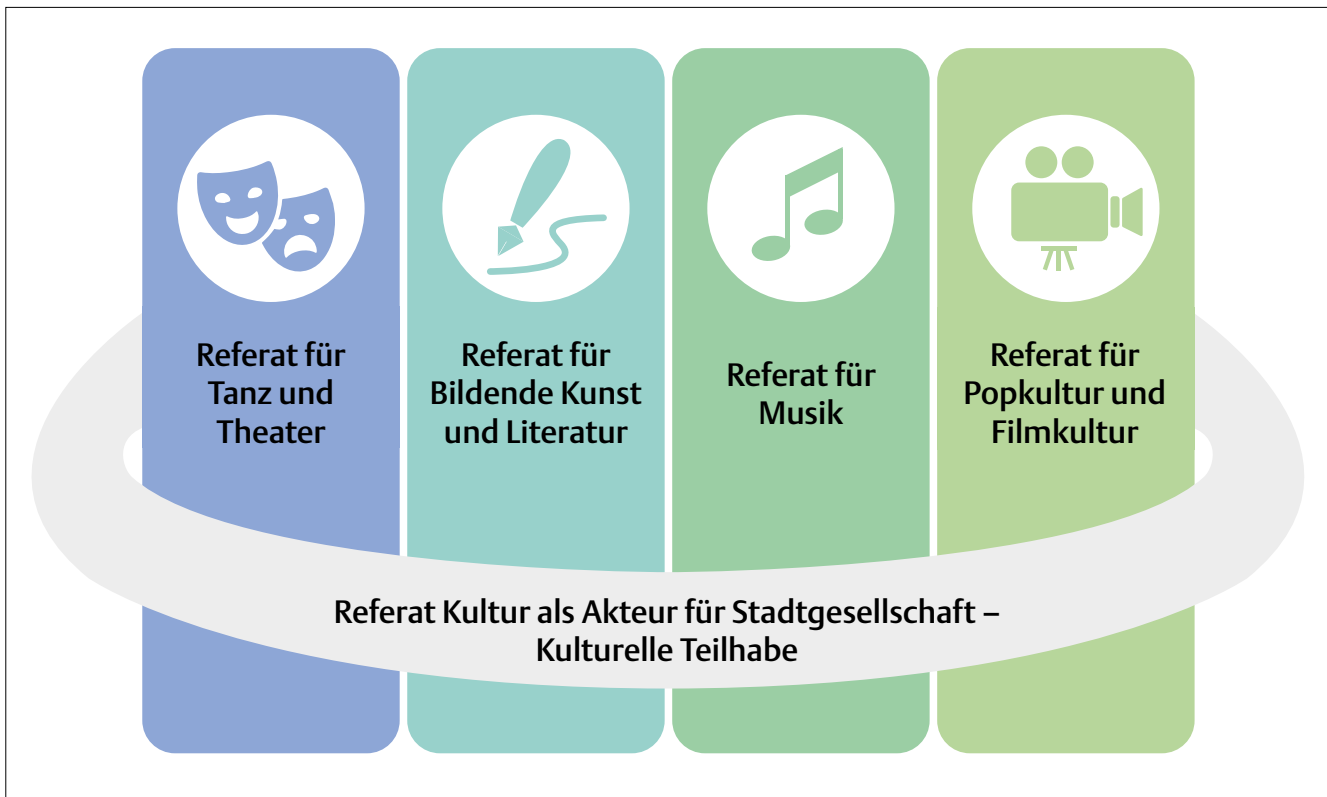 Referat für
Tanz und
Theater
Referat für
Bildende Kunst
und Literatur
Referat für
Musik
Referat für
Popkultur und
Filmkultur
Referat Kultur als Akteur für Stadtgesellschaft –
Kulturelle Teilhabe